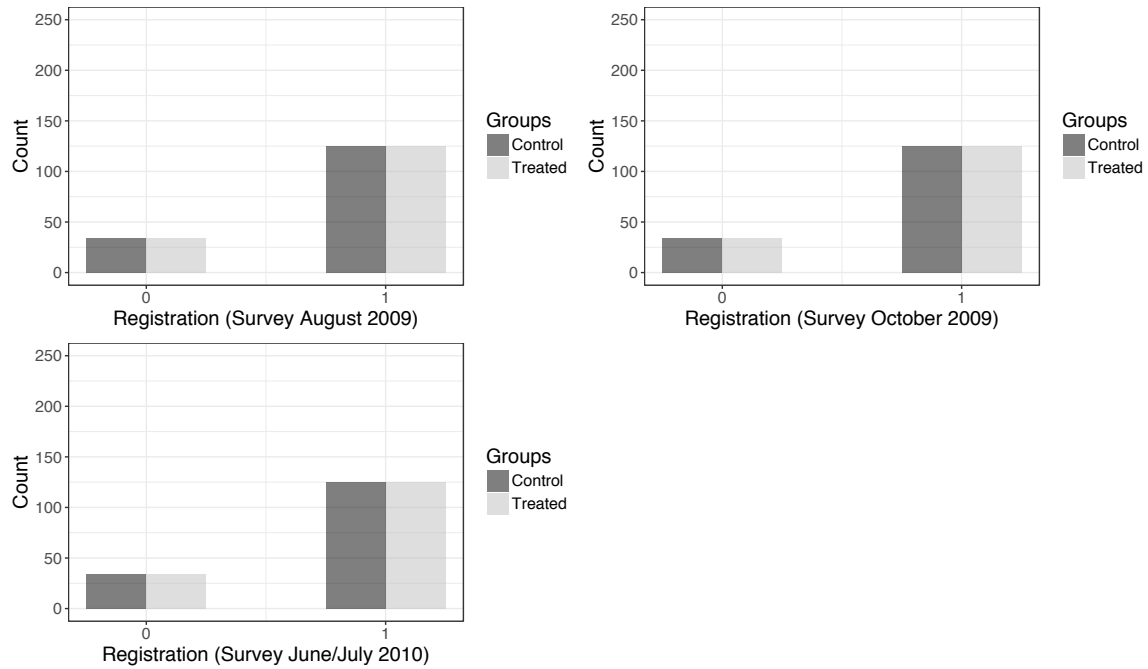 250
200
150
100
50
0
Count
0
1
Registration (Survey August 2009)
Groups
Control
Treated
250
200
150
100
50
0
Count
0
1
Registration (Survey October 2009)
Groups
Control
Treated
250
200
150
100
50
0
Count
0
1
Registration (Survey June/July 2010)
Groups
Control
Treated